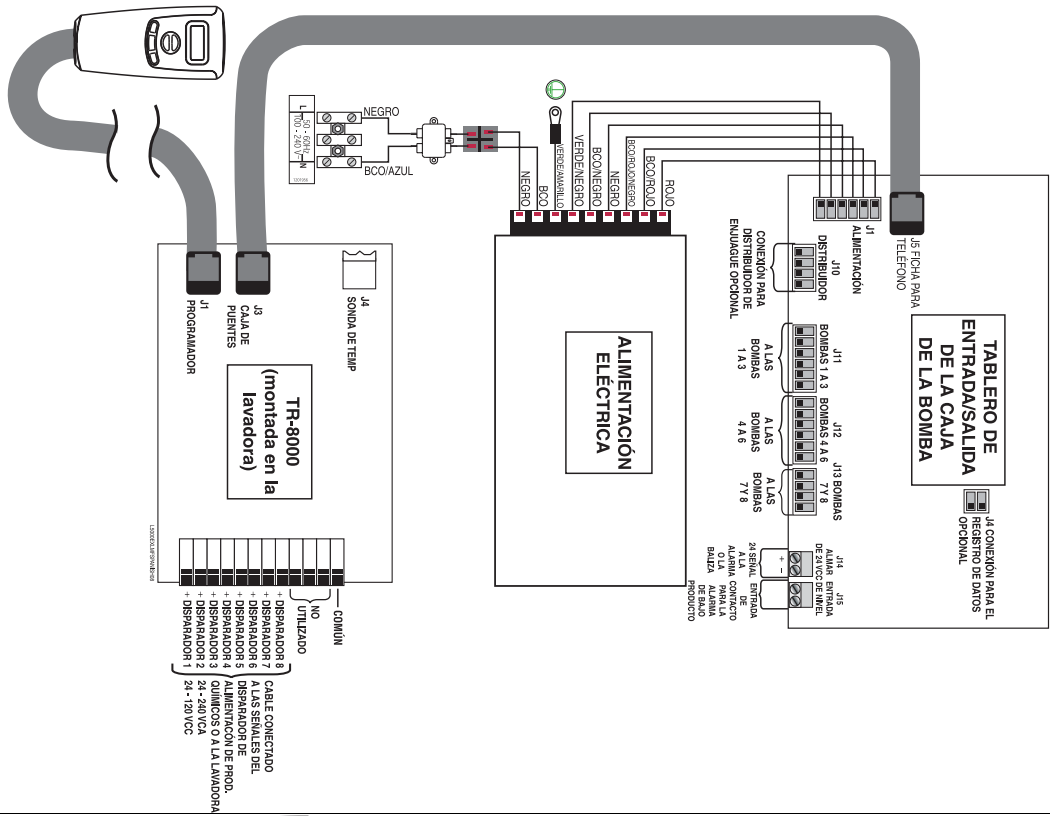 L
50 - 60Hz
100 - 240 V~
N
NEGRO
BCO/AZUL
NEGRO
BCO
VERDE/AMARILLO
VERDE/NEGRO
BCO/NEGRO
NEGRO
BCO/ROJO/NEGRO
BCO/ROJO
ROJO
J1
ALIMENTACIÓN
J5 FICHA PARA
TELÉFONO
J10
DISTRIBUIDOR
CONEXIÓN PARA
DISTRIBUIDOR DE
ENJUAGUE OPCIONAL
TABLERO DE
ENTRADA/SALIDA
DE LA CAJA
DE LA BOMBA
J11
BOMBAS 1 A 3
A LAS
BOMBAS
1 A 3
J12
BOMBAS 4 A 6
A LAS
BOMBAS
4 A 6
J13 BOMBAS
7 Y 8
A LAS
BOMBAS
7 Y 8
J4 CONEXIÓN PARA EL
REGISTRO DE DATOS
OPCIONAL
J14
ALMAR
DE 24 VCC
+ –
24 SEÑAL
A LA
ALARMA
O LA
BALIZA
J15
ENTRADA
DE NIVEL
ENTRADA
DE
CONTACTO
PARA LA
ALARMA
DE BAJO
PRODUCTO
ALIMENTACIÓN
ELÉCTRICA
J1
PROGRAMADOR
J3
CAJA DE
PUENTES
J4
SONDA DE TEMP
TR-8000
(montada en la
lavadora)
COMÚN
NO
UTILIZADO
+ DISPARADOR 8
+ DISPARADOR 7
+ DISPARADOR 6
+ DISPARADOR 5
+ DISPARADOR 4
+ DISPARADOR 3
+ DISPARADOR 2
+ DISPARADOR 1
CABLE CONECTADO
A LAS SEÑALES DEL
DISPARADOR DE
ALIMENTACÓN DE PROD.
QUÍMICOS O A LA LAVADORA
24 - 240 VCA
24 - 120 VCC